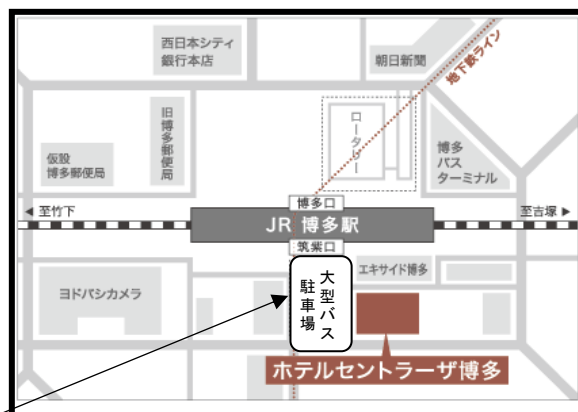 西日本シティ
銀行本店
朝日新聞
地下鉄ライン
旧博多郵便局
ロータリー
仮設
博多郵便局
博多
バス
ターミナル
博多口
◀ 至竹下
至吉塚 ▶
JR 博多駅
筑紫口
大型バス
駐車場
エキサイド博多
ヨドバシカメラ
ホテルセントラーザ博多